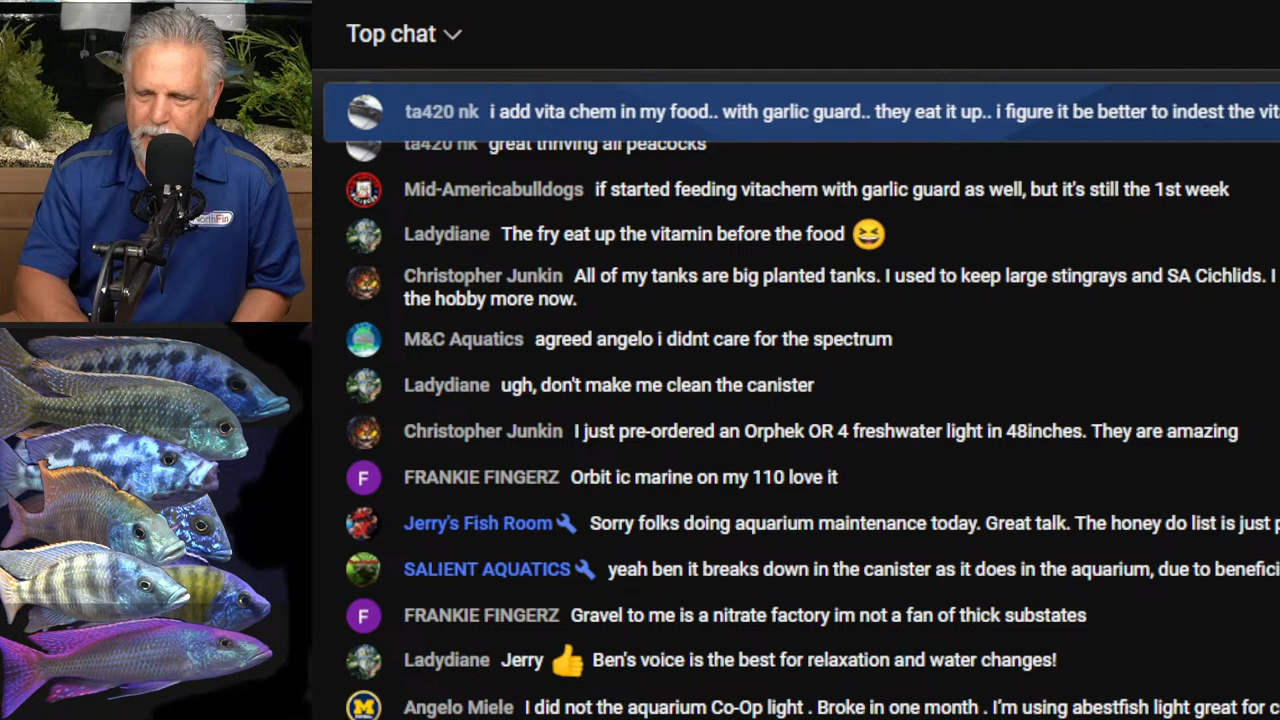 Top chat
ta420 nk i add vita chem in my food.. with garlic guard.. they eat it up.. i figure it be better to indest the vit
ta420 nk great thriving all peacocks
Mid-Americabulldogs if started feeding vitachem with garlic guard as well, but it's still the 1st week
Ladydiane The fry eat up the vitamin before the food 😆
Christopher Junkin All of my tanks are big planted tanks. I used to keep large stingrays and SA Cichlids. I
the hobby more now.
M&C Aquatics agreed angelo i didnt care for the spectrum
Ladydiane ugh, don't make me clean the canister
Christopher Junkin I just pre-ordered an Orphek OR 4 freshwater light in 48inches. They are amazing
F FRANKIE FINGERZ Orbit ic marine on my 110 love it
Jerry's Fish Room Sorry folks doing aquarium maintenance today. Great talk. The honey do list is just p
SALIENT AQUATICS yeah ben it breaks down in the canister as it does in the aquarium, due to benefici
F FRANKIE FINGERZ Gravel to me is a nitrate factory im not a fan of thick substates
Ladydiane Jerry 👍 Ben's voice is the best for relaxation and water changes!
M Angelo Miele I did not the aquarium Co-Op light . Broke in one month . I'm using abestfish light great for c
NorthFin